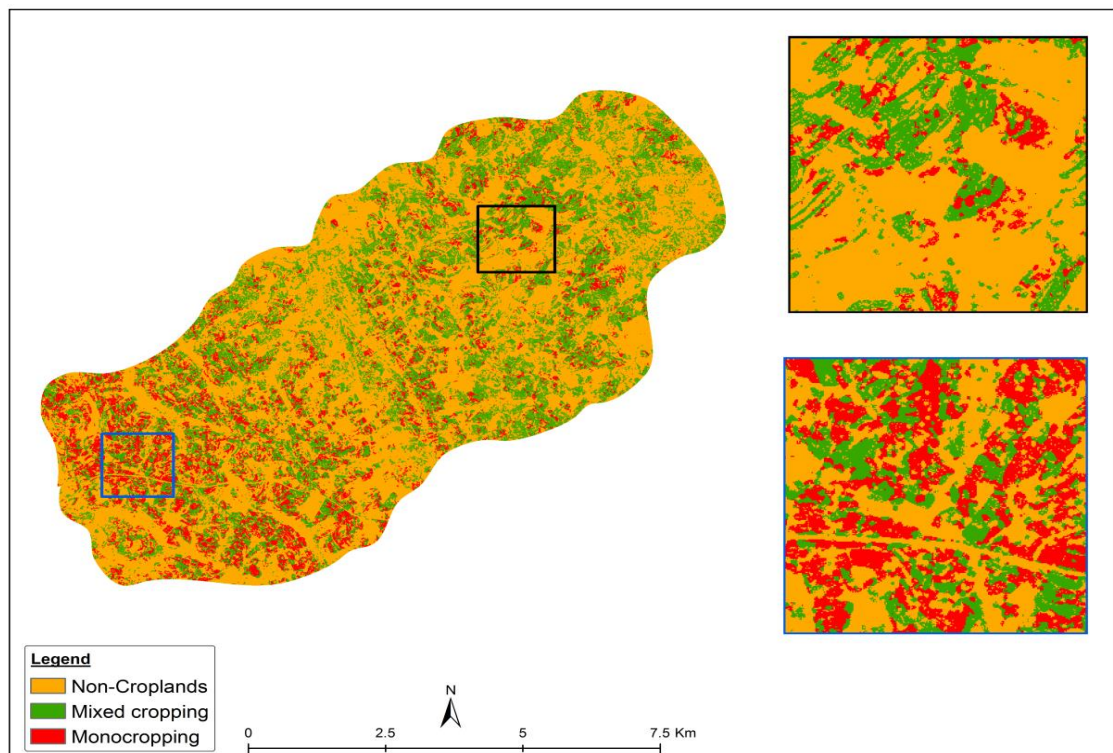 Legend
Non-Croplands
Mixed cropping
Monocropping
N
0 2.5 5 7.5 Km